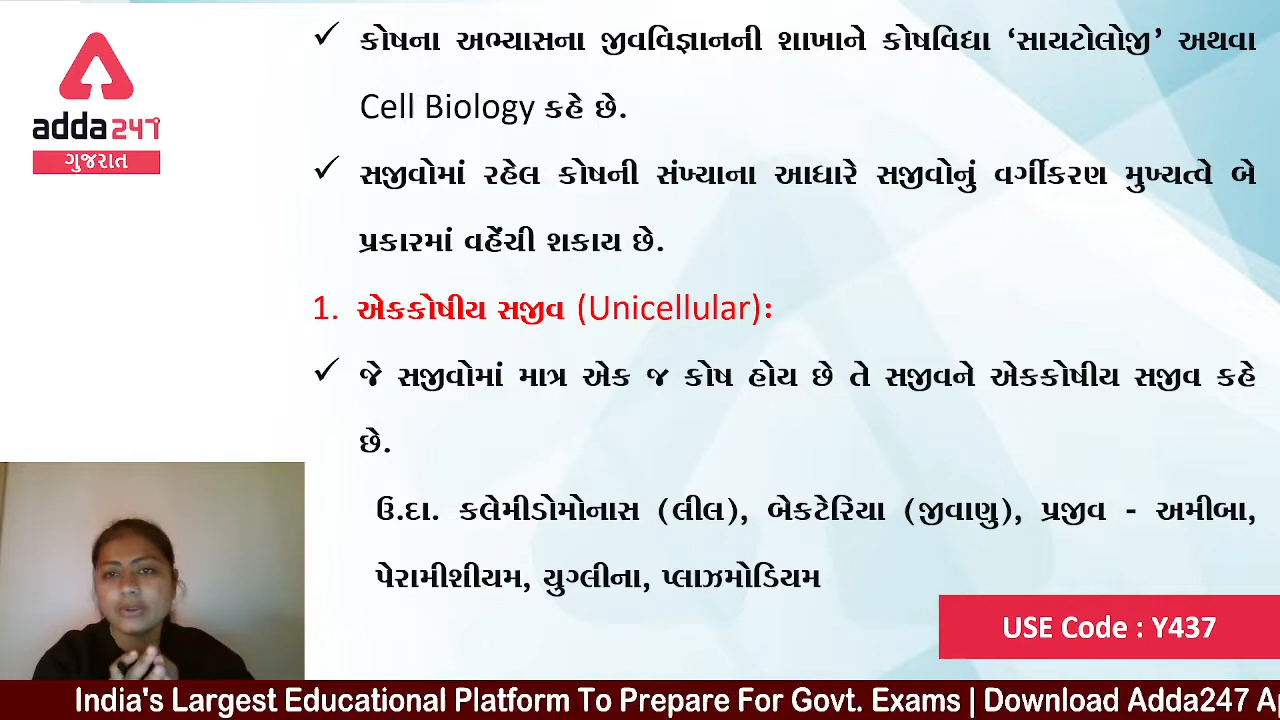 ✓ કોષના અભ્યાસના જીવવિજ્ઞાનની શાખાને કોષવિદ્યા ‘સાયટોલોજી’ અથવા
Cell Biology કહે છે.
✓ સજીવોમાં રહેલ કોષની સંખ્યાના આધારે સજીવોનું વર્ગીકરણ મુખ્યત્વે બે
પ્રકારમાં વહેંચી શકાય છે.
1. એકકોષીય સજીવ (Unicellular):
✓ જે સજીવોમાં માત્ર એક જ કોષ હોય છે તે સજીવને એકકોષીય સજીવ કહે
છે.
ઉ.દા. કલેમીડોમોનાસ (લીલ), બેકટેરિયા (જીવાણુ), પ્રજીવ - અમીબા,
પેરામીશીયમ, યુગ્લીના, પ્લાઝમોડિયમ
adda247
ગુજરાત
USE Code : Y437
India's Largest Educational Platform To Prepare For Govt. Exams | Download Adda247 A